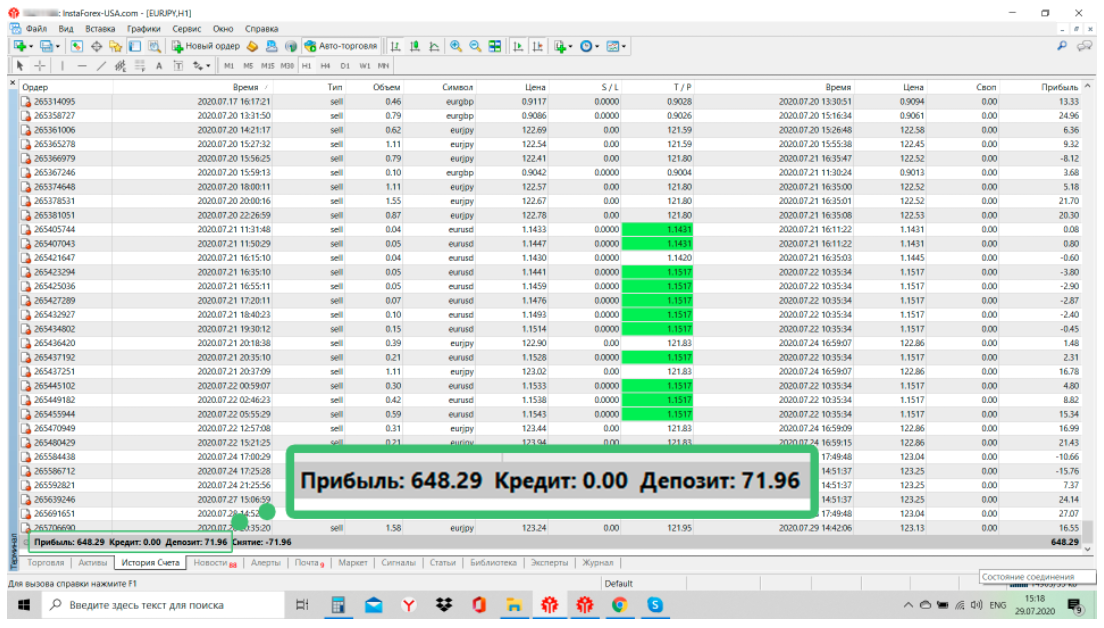 : InstaForex-USA.com - [EURJPY,H1]
Файл Вид Вставка Графики Сервис Окно Справка
Новый ордер Авто-торговля
A T M1 M5 M15 M30 H1 H4 D1 W1 MN
Ордер Время / Тип Объем Символ Цена S / L T / P Время Цена Своп Прибыль
265314095 2020.07.17 16:17:21 sell 0.46 eurgbp 0.9117 0.0000 0.9028 2020.07.20 13:30:51 0.9094 0.00 13.33
265358727 2020.07.20 13:31:50 sell 0.79 eurgbp 0.9086 0.0000 0.9026 2020.07.20 15:16:34 0.9061 0.00 24.96
265361006 2020.07.20 14:21:17 sell 0.62 eurjpy 122.69 0.00 121.59 2020.07.20 15:26:48 122.58 0.00 6.36
265365278 2020.07.20 15:27:32 sell 1.11 eurjpy 122.54 0.00 121.59 2020.07.20 15:55:38 122.45 0.00 9.32
265366979 2020.07.20 15:56:25 sell 0.79 eurjpy 122.41 0.00 121.80 2020.07.21 16:35:47 122.52 0.00 -8.12
265367246 2020.07.20 15:59:13 sell 0.10 eurgbp 0.9042 0.0000 0.9004 2020.07.21 11:30:24 0.9013 0.00 3.68
265374648 2020.07.20 18:00:11 sell 1.11 eurjpy 122.57 0.00 121.80 2020.07.21 16:35:00 122.52 0.00 5.18
265378531 2020.07.20 20:00:16 sell 1.55 eurjpy 122.67 0.00 121.80 2020.07.21 16:35:01 122.52 0.00 21.70
265381051 2020.07.20 22:26:59 sell 0.87 eurjpy 122.78 0.00 121.80 2020.07.21 16:35:08 122.53 0.00 20.30
265405744 2020.07.21 11:31:48 sell 0.04 eurusd 1.1433 0.0000 1.1431 2020.07.21 16:11:22 1.1431 0.00 0.08
265407043 2020.07.21 11:50:29 sell 0.05 eurusd 1.1447 0.0000 1.1431 2020.07.21 16:11:22 1.1431 0.00 0.80
265421647 2020.07.21 16:15:10 sell 0.04 eurusd 1.1430 0.0000 1.1420 2020.07.21 16:35:03 1.1445 0.00 -0.60
265423294 2020.07.21 16:35:10 sell 0.05 eurusd 1.1441 0.0000 1.1517 2020.07.22 10:35:34 1.1517 0.00 -3.80
265425036 2020.07.21 16:55:11 sell 0.05 eurusd 1.1459 0.0000 1.1517 2020.07.22 10:35:34 1.1517 0.00 -2.90
265427289 2020.07.21 17:20:11 sell 0.07 eurusd 1.1476 0.0000 1.1517 2020.07.22 10:35:34 1.1517 0.00 -2.87
265432927 2020.07.21 18:40:23 sell 0.10 eurusd 1.1493 0.0000 1.1517 2020.07.22 10:35:34 1.1517 0.00 -2.40
265434802 2020.07.21 19:30:12 sell 0.15 eurusd 1.1514 0.0000 1.1517 2020.07.22 10:35:34 1.1517 0.00 -0.45
265436420 2020.07.21 20:18:38 sell 0.39 eurjpy 122.90 0.00 121.83 2020.07.24 16:59:07 122.86 0.00 1.48
265437192 2020.07.21 20:35:10 sell 0.21 eurusd 1.1528 0.0000 1.1517 2020.07.22 10:35:34 1.1517 0.00 2.31
265437251 2020.07.21 20:37:09 sell 1.11 eurjpy 123.02 0.00 121.83 2020.07.24 16:59:07 122.86 0.00 16.78
265445102 2020.07.22 00:59:07 sell 0.30 eurusd 1.1533 0.0000 1.1517 2020.07.22 10:35:34 1.1517 0.00 4.80
265449182 2020.07.22 02:46:23 sell 0.42 eurusd 1.1538 0.0000 1.1517 2020.07.22 10:35:34 1.1517 0.00 8.82
265455944 2020.07.22 05:55:29 sell 0.59 eurusd 1.1543 0.0000 1.1517 2020.07.22 10:35:34 1.1517 0.00 15.34
265470949 2020.07.22 12:57:08 sell 0.31 eurjpy 123.44 0.00 121.83 2020.07.24 16:59:09 122.86 0.00 16.99
265480429 2020.07.22 15:21:25 sell 0.21 eurjpy 123.94 0.00 121.83 2020.07.24 16:59:15 122.86 0.00 21.43
265584438 2020.07.24 17:00:29 17:49:48 123.04 0.00 -10.66
265586712 2020.07.24 17:25:28 14:51:37 123.25 0.00 -15.76
265592821 2020.07.24 21:25:56 14:51:37 123.25 0.00 7.37
265639246 2020.07.27 15:06:59 14:51:37 123.25 0.00 24.14
265691651 17:49:48 123.04 0.00 27.07
265706690 sell 1.58 eurjpy 123.24 0.00 121.95 2020.07.29 14:42:06 123.13 0.00 16.55
Прибыль: 648.29 Кредит: 0.00 Депозит: 71.96
Прибыль: 648.29 Кредит: 0.00 Депозит: 71.96 Снятие: -71.96 648.29
Терминал
Торговля Активы История Счета Новости 88 Алерты Почта 9 Маркет Сигналы Статьи Библиотека Эксперты Журнал
Состояние соединения
Для вызова справки нажмите F1 Default
Введите здесь текст для поиска
ENG 15:18
29.07.2020